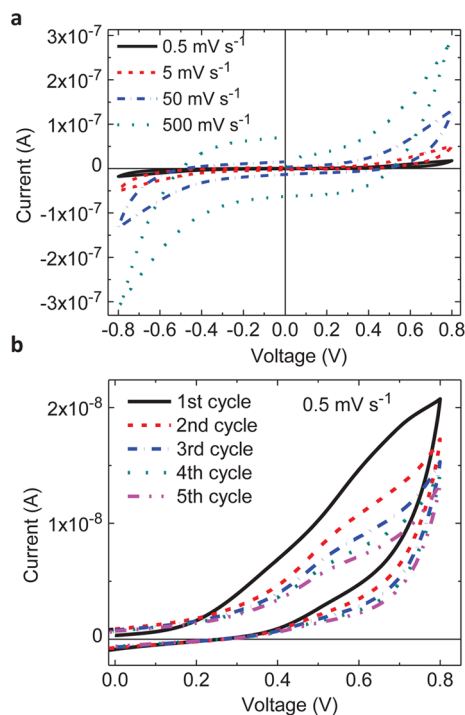 a
3x10⁻⁷
2x10⁻⁷
1x10⁻⁷
0
-1x10⁻⁷
-2x10⁻⁷
-3x10⁻⁷
Current (A)
0.5 mV s⁻¹
5 mV s⁻¹
50 mV s⁻¹
500 mV s⁻¹
-0.8 -0.6 -0.4 -0.2 0.0 0.2 0.4 0.6 0.8
Voltage (V)
b
2x10⁻⁸
1x10⁻⁸
0
Current (A)
1st cycle
2nd cycle
3rd cycle
4th cycle
5th cycle
0.5 mV s⁻¹
0.0 0.2 0.4 0.6 0.8
Voltage (V)